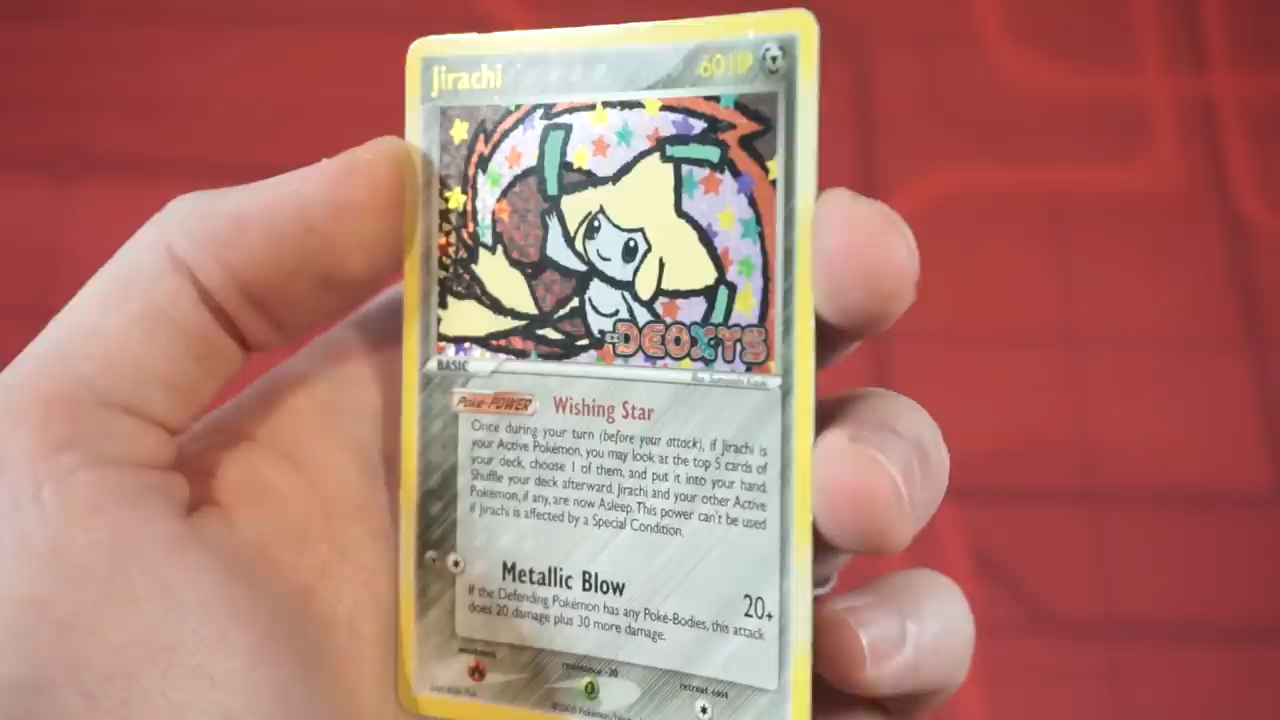 Jirachi 60 HP
DEOXYS
BASIC
Poké-POWER Wishing Star
Once during your turn (before your attack), if Jirachi is
your Active Pokémon, you may look at the top 5 cards of
your deck, choose 1 of them, and put it into your hand.
Shuffle your deck afterward. Jirachi and your other Active
Pokémon, if any, are now Asleep. This power can't be used
if Jirachi is affected by a Special Condition.
Metallic Blow 20+
If the Defending Pokémon has any Poké-Bodies, this attack
does 20 damage plus 30 more damage.
weakness resistance -30 retreat cost
©2005 Pokémon/Nintendo